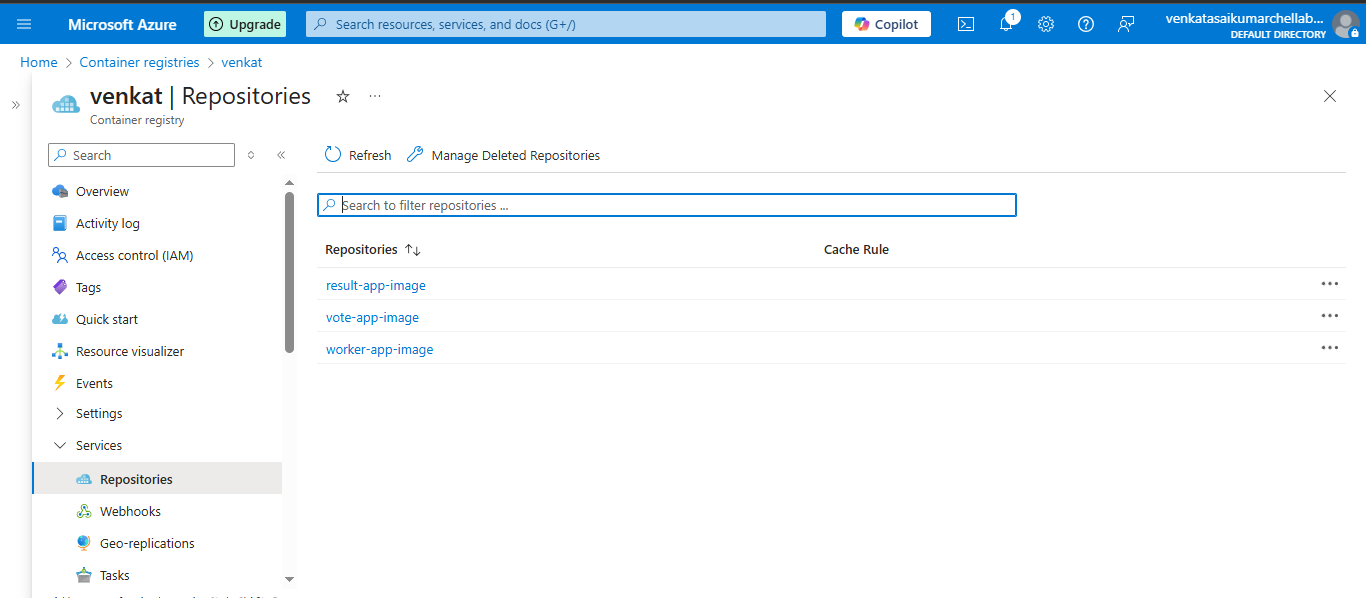 Microsoft Azure
Upgrade
Search resources, services, and docs (G+/)
Copilot
1
venkatasaikumarchellab...
DEFAULT DIRECTORY
Home > Container registries > venkat
venkat | Repositories
Container registry
Search
Refresh
Manage Deleted Repositories
Overview
Activity log
Access control (IAM)
Tags
Quick start
Resource visualizer
Events
Settings
Services
Repositories
Webhooks
Geo-replications
Tasks
Search to filter repositories ...
Repositories
Cache Rule
result-app-image
vote-app-image
worker-app-image